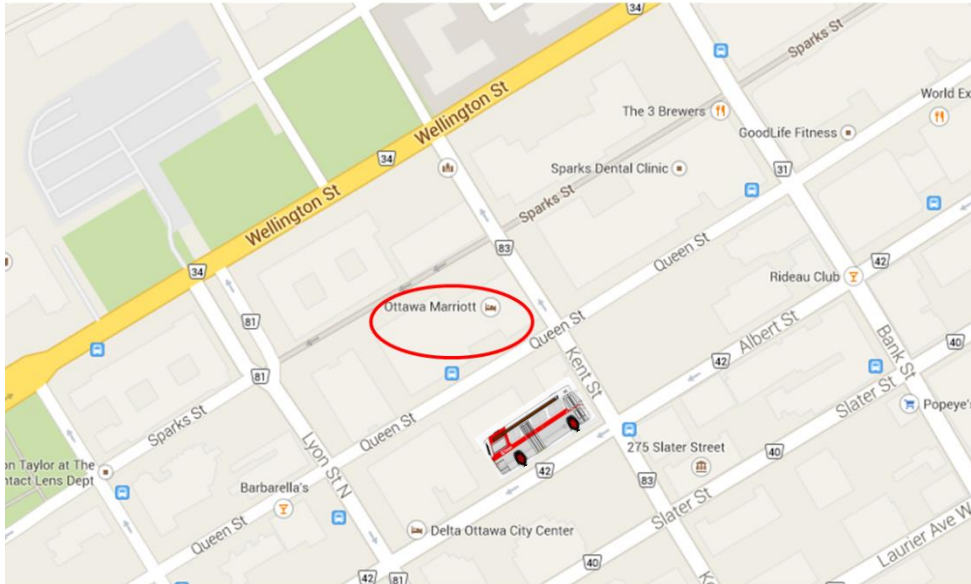 34
Sparks St
Wellington St
The 3 Brewers
World Ex
GoodLife Fitness
34
Sparks Dental Clinic
31
Wellington St
Sparks St
83
Queen St
42
34
Rideau Club
Ottawa Marriott
81
Queen St
Albert St
Bank St
40
Kent St
42
81
Slater St
Popeye's
Sparks St
Queen St
275 Slater Street
40
on Taylor at The
ntact Lens Dept
Lyon St N
42
83
Barbarella's
Slater St
Queen St
Delta Ottawa City Center
Laurier Ave W
40
42
81